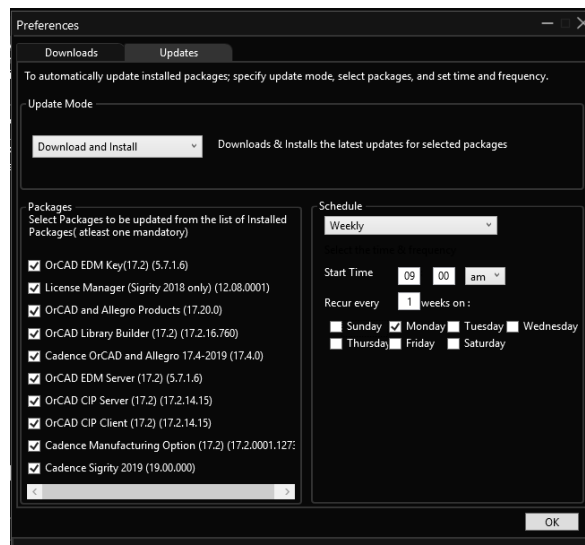 Preferences
Downloads
Updates
To automatically update installed packages; specify update mode, select packages, and set time and frequency.
Update Mode
Download and Install
Downloads & Installs the latest updates for selected packages
Packages
Select Packages to be updated from the list of Installed
Packages( atleast one mandatory)
OrCAD EDM Key(17.2) (5.7.1.6)
License Manager (Sigrity 2018 only) (12.08.0001)
OrCAD and Allegro Products (17.20.0)
OrCAD Library Builder (17.2) (17.2.16.760)
Cadence OrCAD and Allegro 17.4-2019 (17.4.0)
OrCAD EDM Server (17.2) (5.7.1.6)
OrCAD CIP Server (17.2) (17.2.14.15)
OrCAD CIP Client (17.2) (17.2.14.15)
Cadence Manufacturing Option (17.2) (17.2.0001.127
Cadence Sigrity 2019 (19.00.000)
Schedule
Weekly
Select the time & frequency
Start Time 09 00 am
Recur every 1 weeks on :
Sunday Monday Tuesday Wednesday
Thursday Friday Saturday
OK